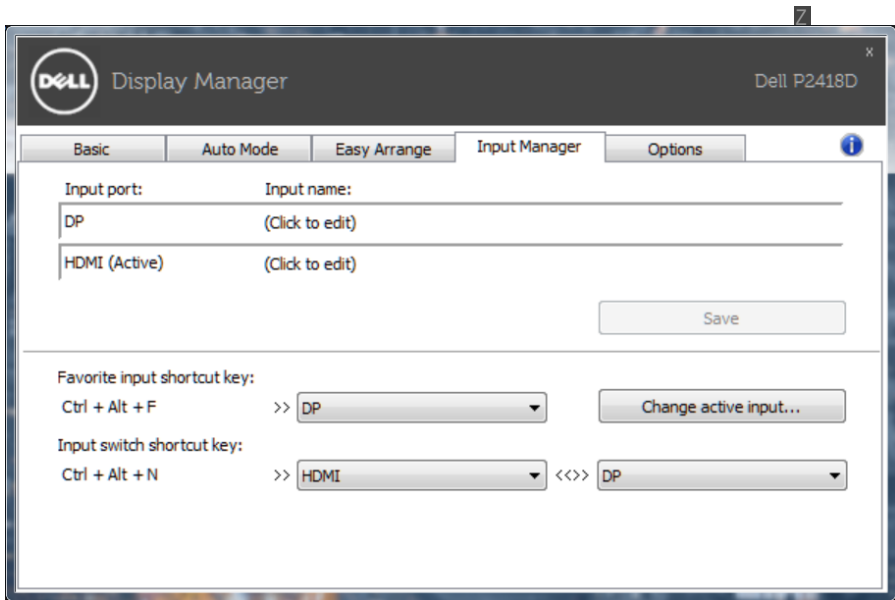 Z
x
DELL Display Manager Dell P2418D
Basic Auto Mode Easy Arrange Input Manager Options i
Input port: Input name:
DP (Click to edit)
HDMI (Active) (Click to edit)
Save
Favorite input shortcut key:
Ctrl + Alt + F >> DP Change active input...
Input switch shortcut key:
Ctrl + Alt + N >> HDMI <<>> DP